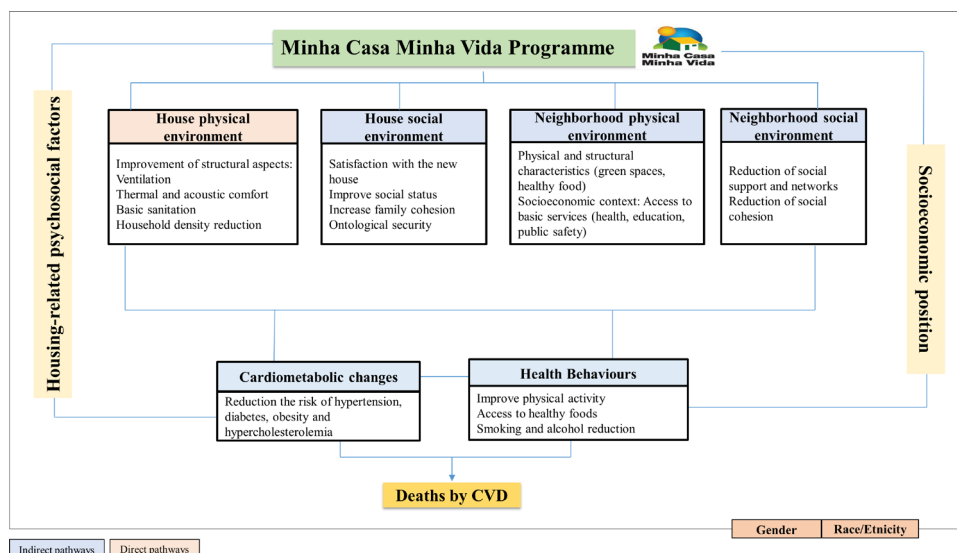 Minha Casa Minha Vida Programme
Minha Casa
Minha Vida
Housing-related psychosocial factors
Socioeconomic position
House physical
environment
Improvement of structural aspects:
Ventilation
Thermal and acoustic comfort
Basic sanitation
Household density reduction
House social
environment
Satisfaction with the new
house
Improve social status
Increase family cohesion
Ontological security
Neighborhood physical
environment
Physical and structural
characteristics (green spaces,
healthy food)
Socioeconomic context: Access to
basic services (health, education,
public safety)
Neighborhood social
environment
Reduction of social
support and networks
Reduction of social
cohesion
Cardiometabolic changes
Reduction the risk of hypertension,
diabetes, obesity and
hypercholesterolemia
Health Behaviours
Improve physical activity
Access to healthy foods
Smoking and alcohol reduction
Deaths by CVD
Gender
Race/Etnicity
Indirect pathways
Direct pathways